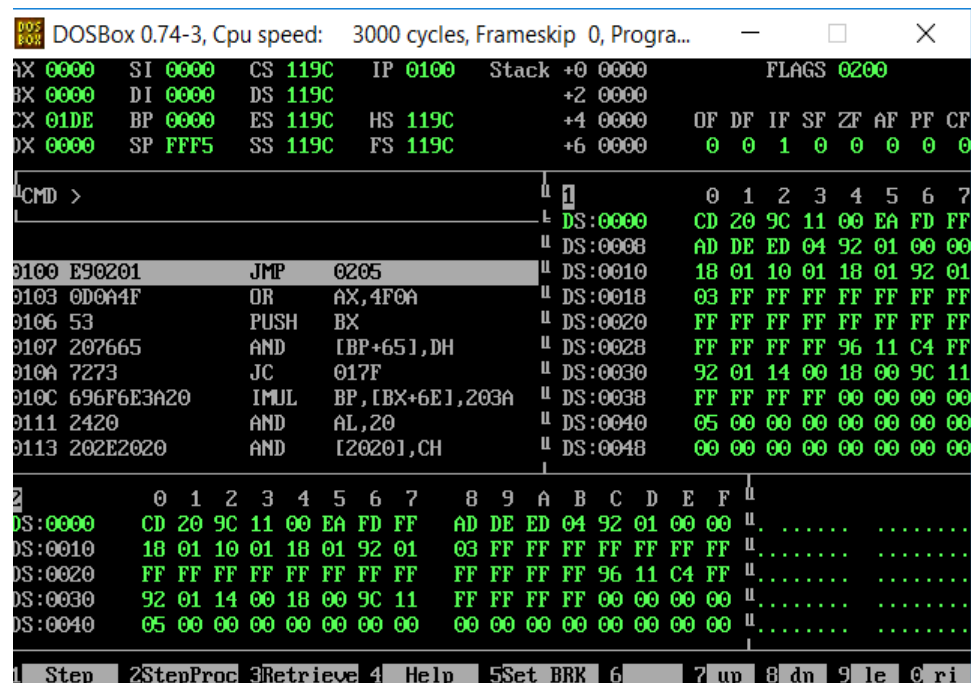 DOSBox 0.74-3, Cpu speed: 3000 cycles, Frameskip 0, Progra...
AX 0000 SI 0000 CS 119C IP 0100 Stack +0 0000 FLAGS 0200
BX 0000 DI 0000 DS 119C +2 0000
CX 01DE BP 0000 ES 119C HS 119C +4 0000 OF DF IF SF ZF AF PF CF
DX 0000 SP FFF5 SS 119C FS 119C +6 0000 0 0 1 0 0 0 0 0
CMD >
1 0 1 2 3 4 5 6 7
DS:0000 CD 20 9C 11 00 EA FD FF
DS:0008 AD DE ED 04 92 01 00 00
0100 E90201 JMP 0205 DS:0010 18 01 10 01 18 01 92 01
0103 0D0A4F OR AX,4F0A DS:0018 03 FF FF FF FF FF FF FF
0106 53 PUSH BX DS:0020 FF FF FF FF FF FF FF FF
0107 207665 AND [BP+65],DH DS:0028 FF FF FF FF 96 11 C4 FF
010A 7273 JC 017F DS:0030 92 01 14 00 18 00 9C 11
010C 696F6E3A20 IMUL BP,[BX+6E],203A DS:0038 FF FF FF FF 00 00 00 00
0111 2420 AND AL,20 DS:0040 05 00 00 00 00 00 00 00
0113 202E2020 AND [2020],CH DS:0048 00 00 00 00 00 00 00 00
2 0 1 2 3 4 5 6 7 8 9 A B C D E F
DS:0000 CD 20 9C 11 00 EA FD FF AD DE ED 04 92 01 00 00 . ...... .......
DS:0010 18 01 10 01 18 01 92 01 03 FF FF FF FF FF FF FF ........ .......
DS:0020 FF FF FF FF FF FF FF FF FF FF FF FF 96 11 C4 FF ........ .......
DS:0030 92 01 14 00 18 00 9C 11 FF FF FF FF 00 00 00 00 ........ .......
DS:0040 05 00 00 00 00 00 00 00 00 00 00 00 00 00 00 00 ........ .......
1 Step 2StepProc 3Retrieve 4 Help 5Set BRK 6 7 up 8 dn 9 le 0 ri